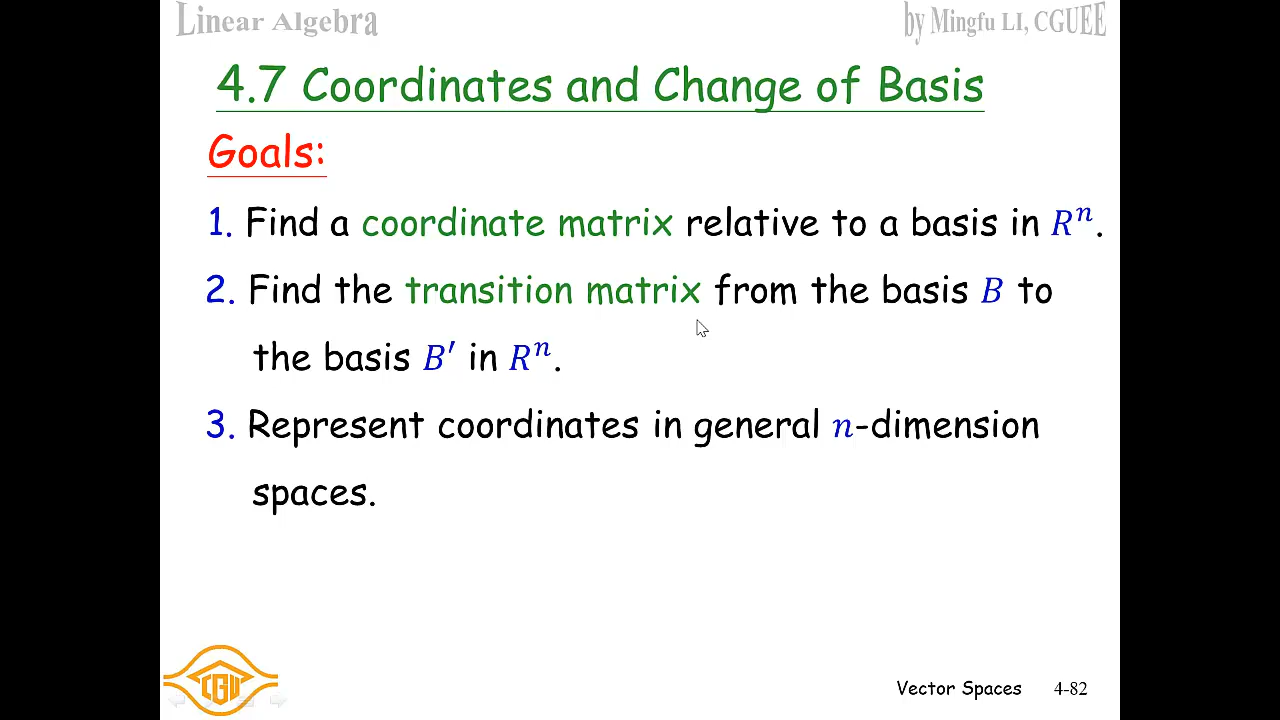 Linear Algebra
by Mingfu LI, CGUEE
4.7 Coordinates and Change of Basis
Goals:
1. Find a coordinate matrix relative to a basis in Rⁿ.
2. Find the transition matrix from the basis B to
the basis B′ in Rⁿ.
3. Represent coordinates in general n-dimension
spaces.
CGU
Vector Spaces 4-82